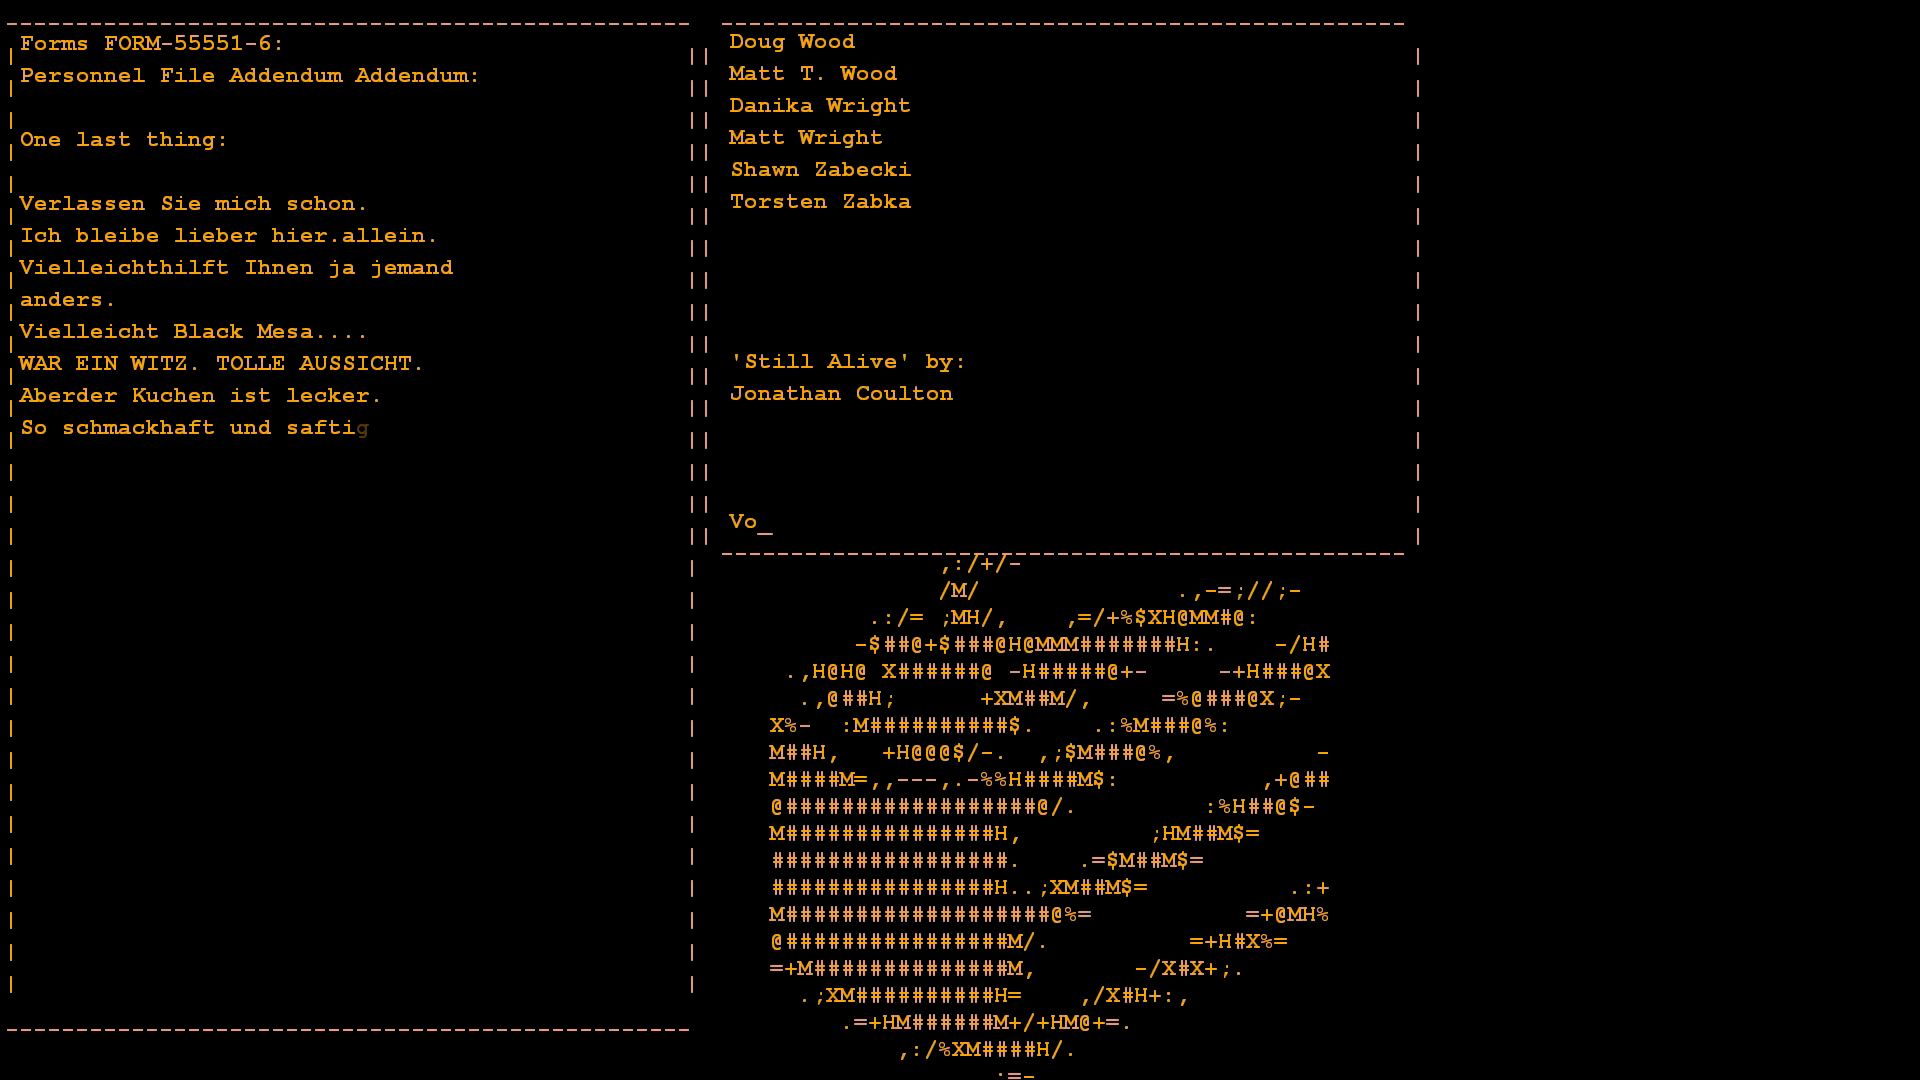 Forms FORM-55551-6:
Personnel File Addendum Addendum:
One last thing:
Verlassen Sie mich schon.
Ich bleibe lieber hier.allein.
Vielleichthilft Ihnen ja jemand
anders.
Vielleicht Black Mesa....
WAR EIN WITZ. TOLLE AUSSICHT.
Aberder Kuchen ist lecker.
So schmackhaft und saftig
Doug Wood
Matt T. Wood
Danika Wright
Matt Wright
Shawn Zabecki
Torsten Zabka
'Still Alive' by:
Jonathan Coulton
Vo_